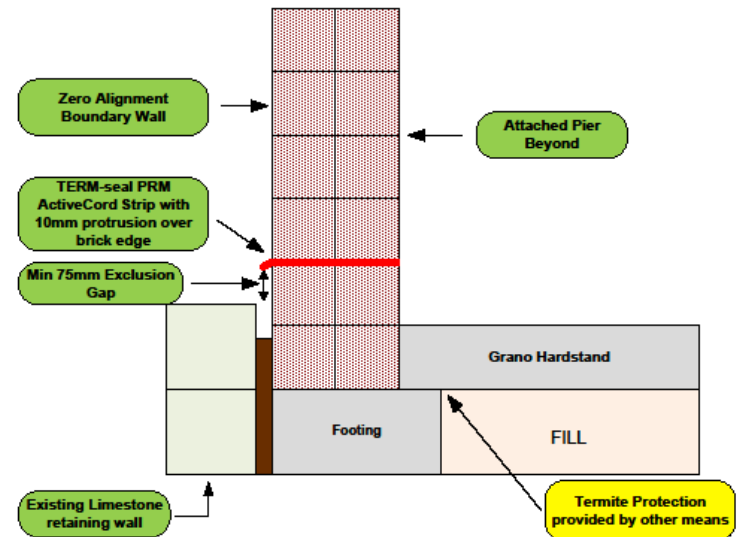 Zero Alignment
Boundary Wall
Attached Pier
Beyond
TERM-seal PRM
ActiveCord Strip with
10mm protrusion over
brick edge
Min 75mm Exclusion
Gap
Grano Hardstand
Footing
FILL
Existing Limestone
retaining wall
Termite Protection
provided by other means